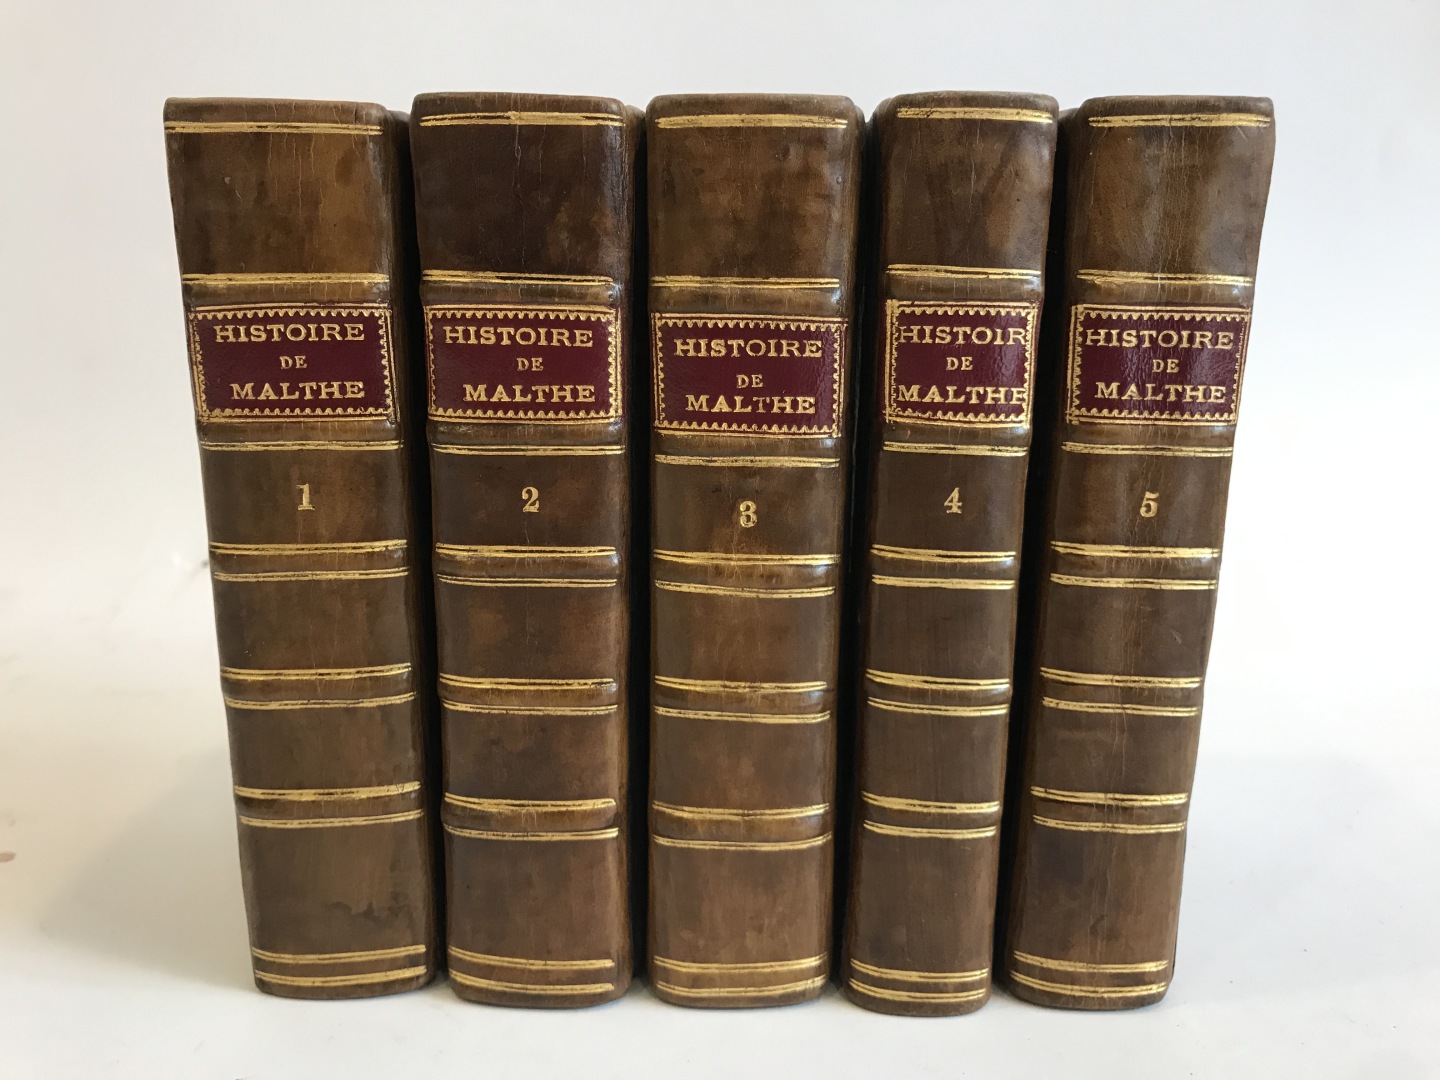 HISTOIRE
DE
MALTHE
1
HISTOIRE
DE
MALTHE
2
HISTOIRE
DE
MALTHE
3
HISTOIR
DE
MALTHE
4
HISTOIRE
DE
MALTHE
5